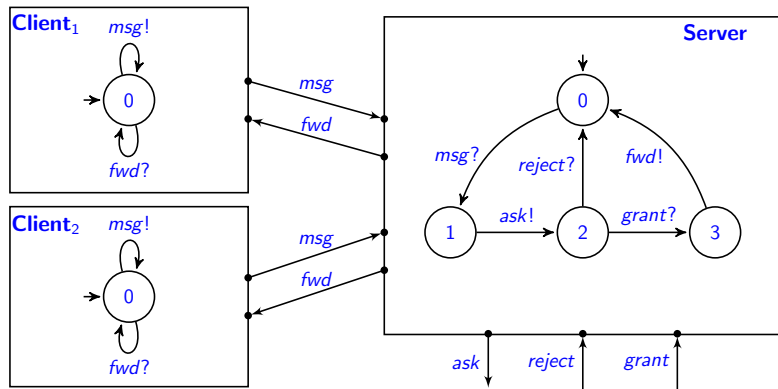 Client₁
msg!
0
fwd?
msg
fwd
Server
0
msg?
reject?
fwd!
1
ask!
2
grant?
3
Client₂
msg!
0
fwd?
msg
fwd
ask
reject
grant